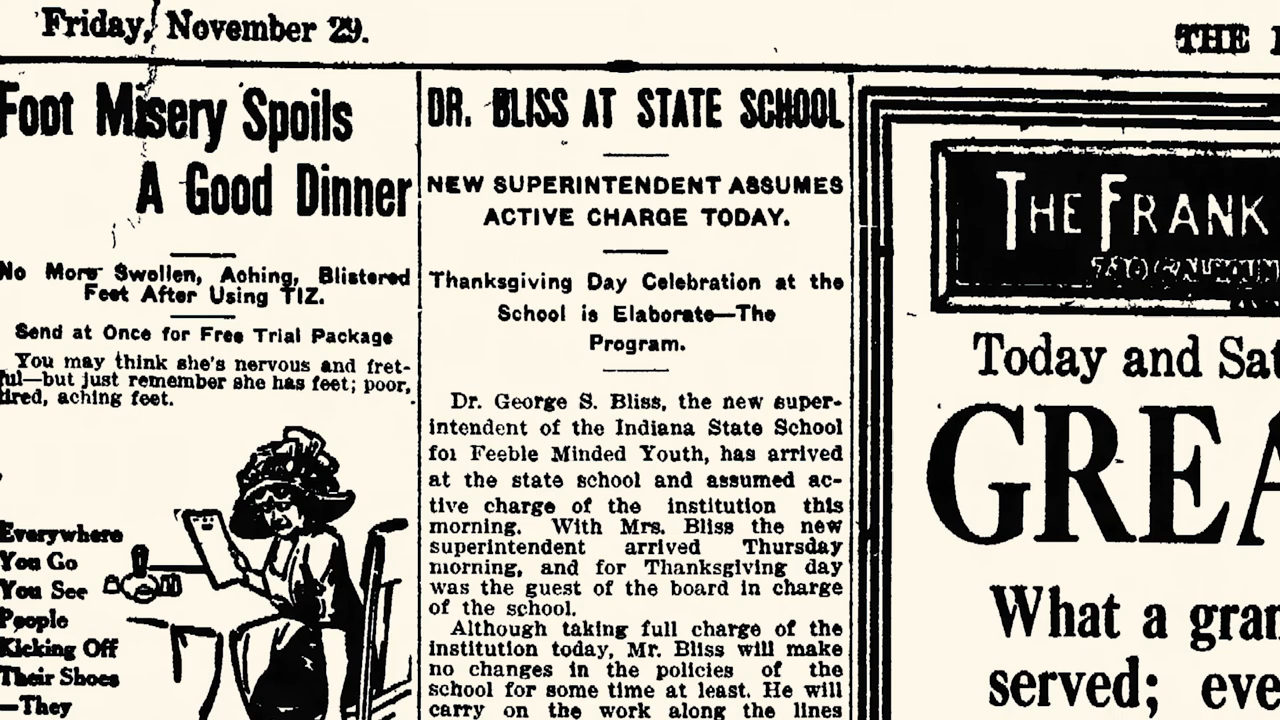 Friday, November 29.
THE
Foot Misery Spoils
A Good Dinner
No More Swollen, Aching, Blistered
Feet After Using TIZ.
Send at Once for Free Trial Package
You may think she's nervous and fret-
ful—but just remember she has feet; poor,
tired, aching feet.
Everywhere
You Go
You See
People
Kicking Off
Their Shoes
—They
DR. BLISS AT STATE SCHOOL
NEW SUPERINTENDENT ASSUMES
ACTIVE CHARGE TODAY.
Thanksgiving Day Celebration at the
School is Elaborate—The
Program.
Dr. George S. Bliss, the new super-
intendent of the Indiana State School
for Feeble Minded Youth, has arrived
at the state school and assumed ac-
tive charge of the institution this
morning. With Mrs. Bliss the new
superintendent arrived Thursday
morning, and for Thanksgiving day
was the guest of the board in charge
of the school.
Although taking full charge of the
institution today, Mr. Bliss will make
no changes in the policies of the
school for some time at least. He will
carry on the work along the lines
THE FRANK
Today and Sat
GREA
What a gran
served; eve